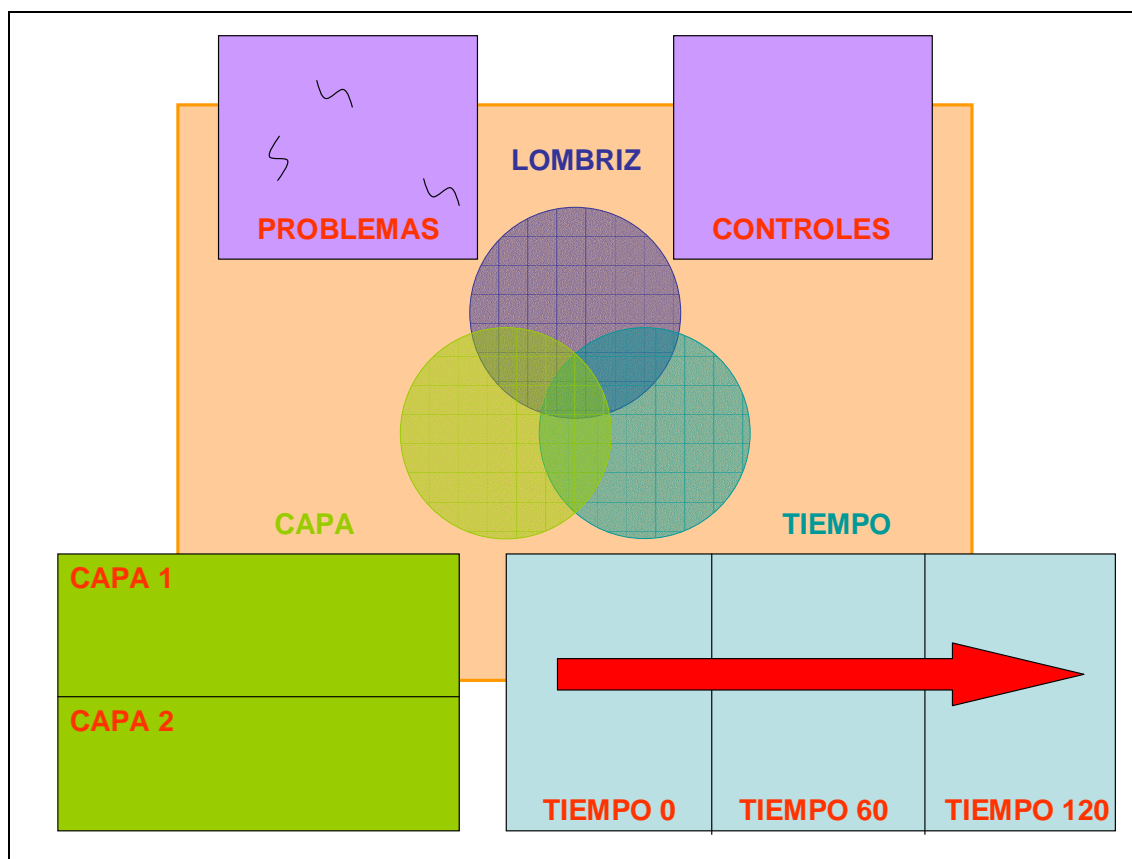 LOMBRIZ
PROBLEMAS
CONTROLES
CAPA
TIEMPO
CAPA 1
CAPA 2
TIEMPO 0
TIEMPO 60
TIEMPO 120